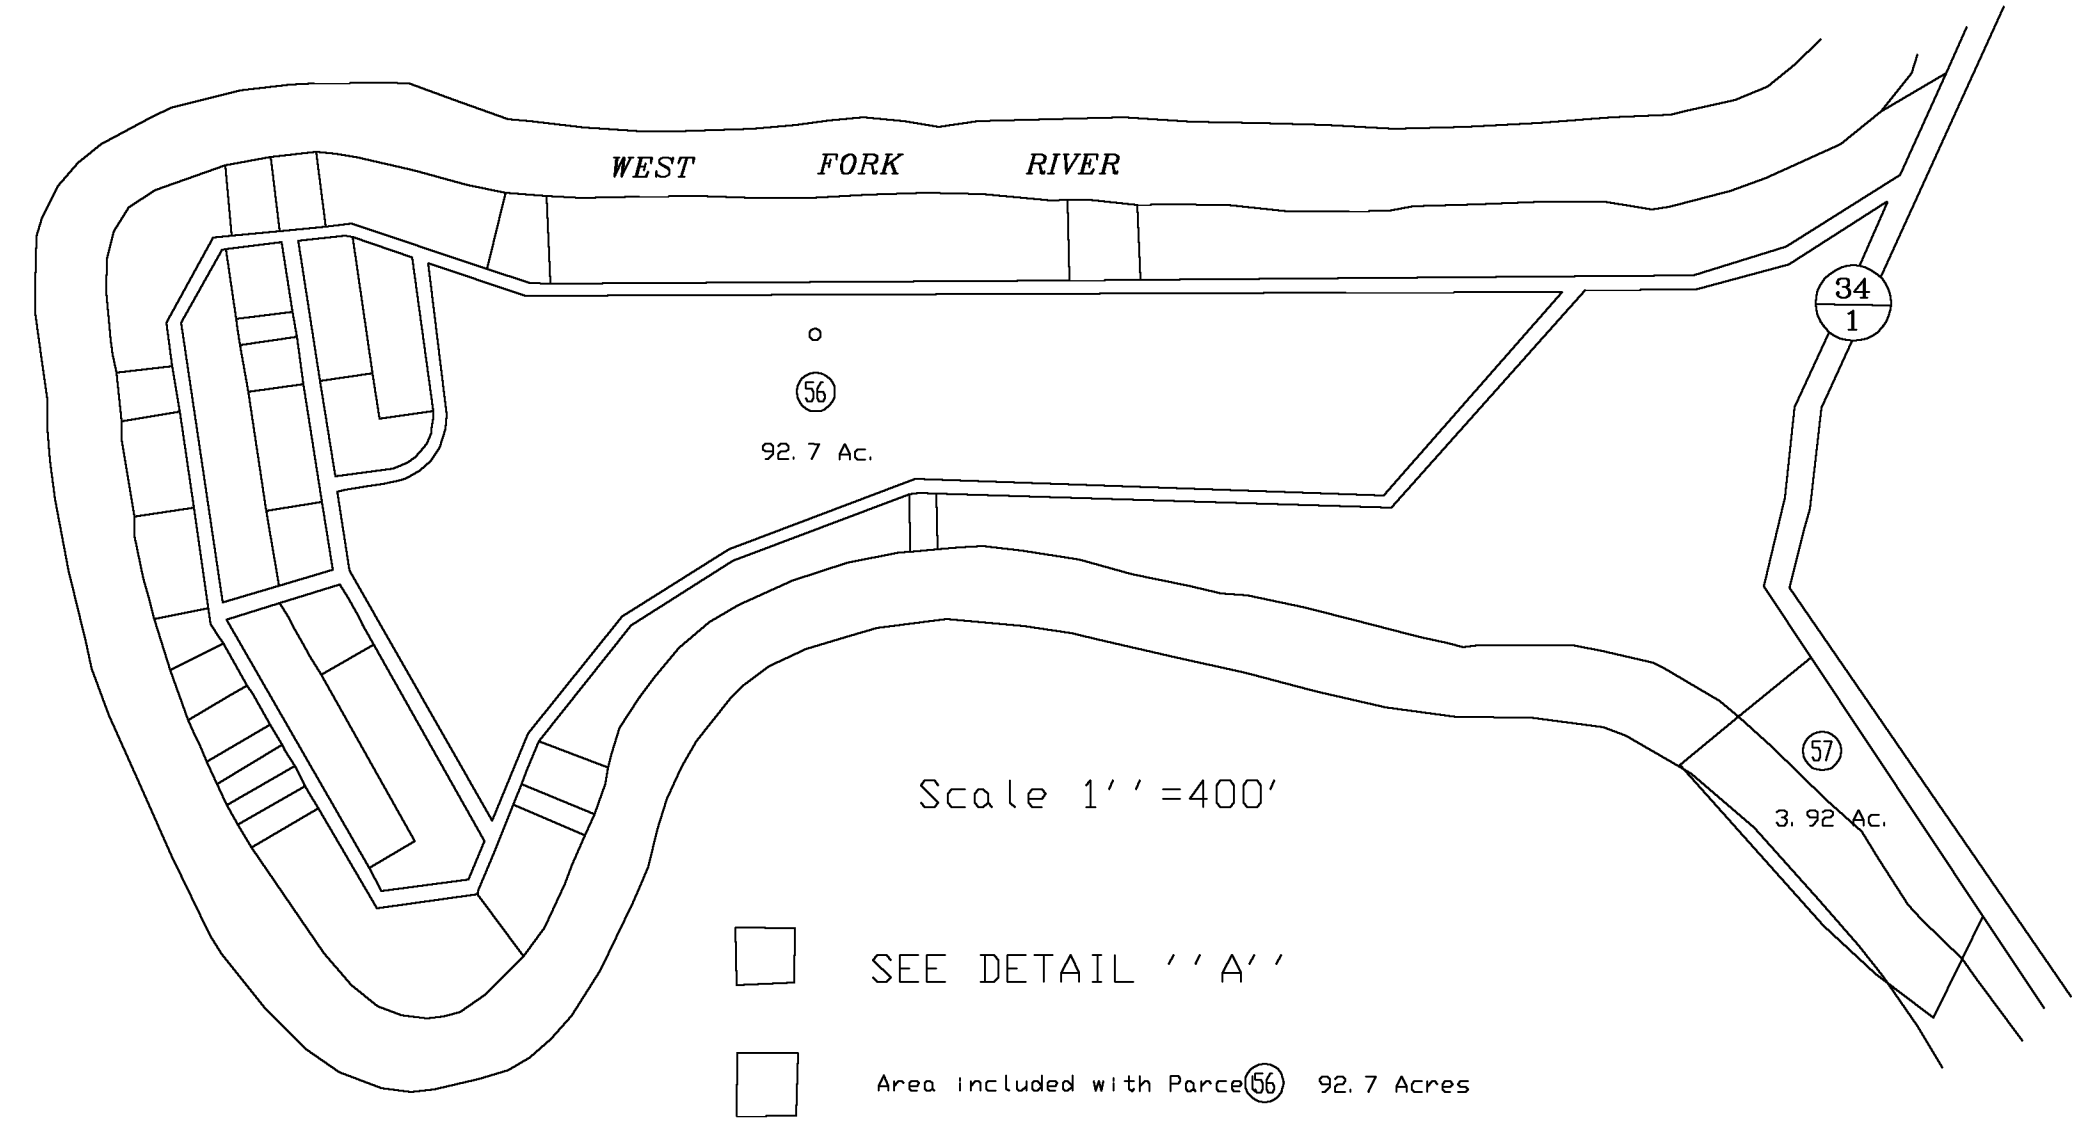 WEST FORK RIVER
34
1
56
92.7 Ac.
57
3.92 Ac.
Scale 1''=400'
SEE DETAIL ''A''
Area included with Parce 56 92.7 Acres